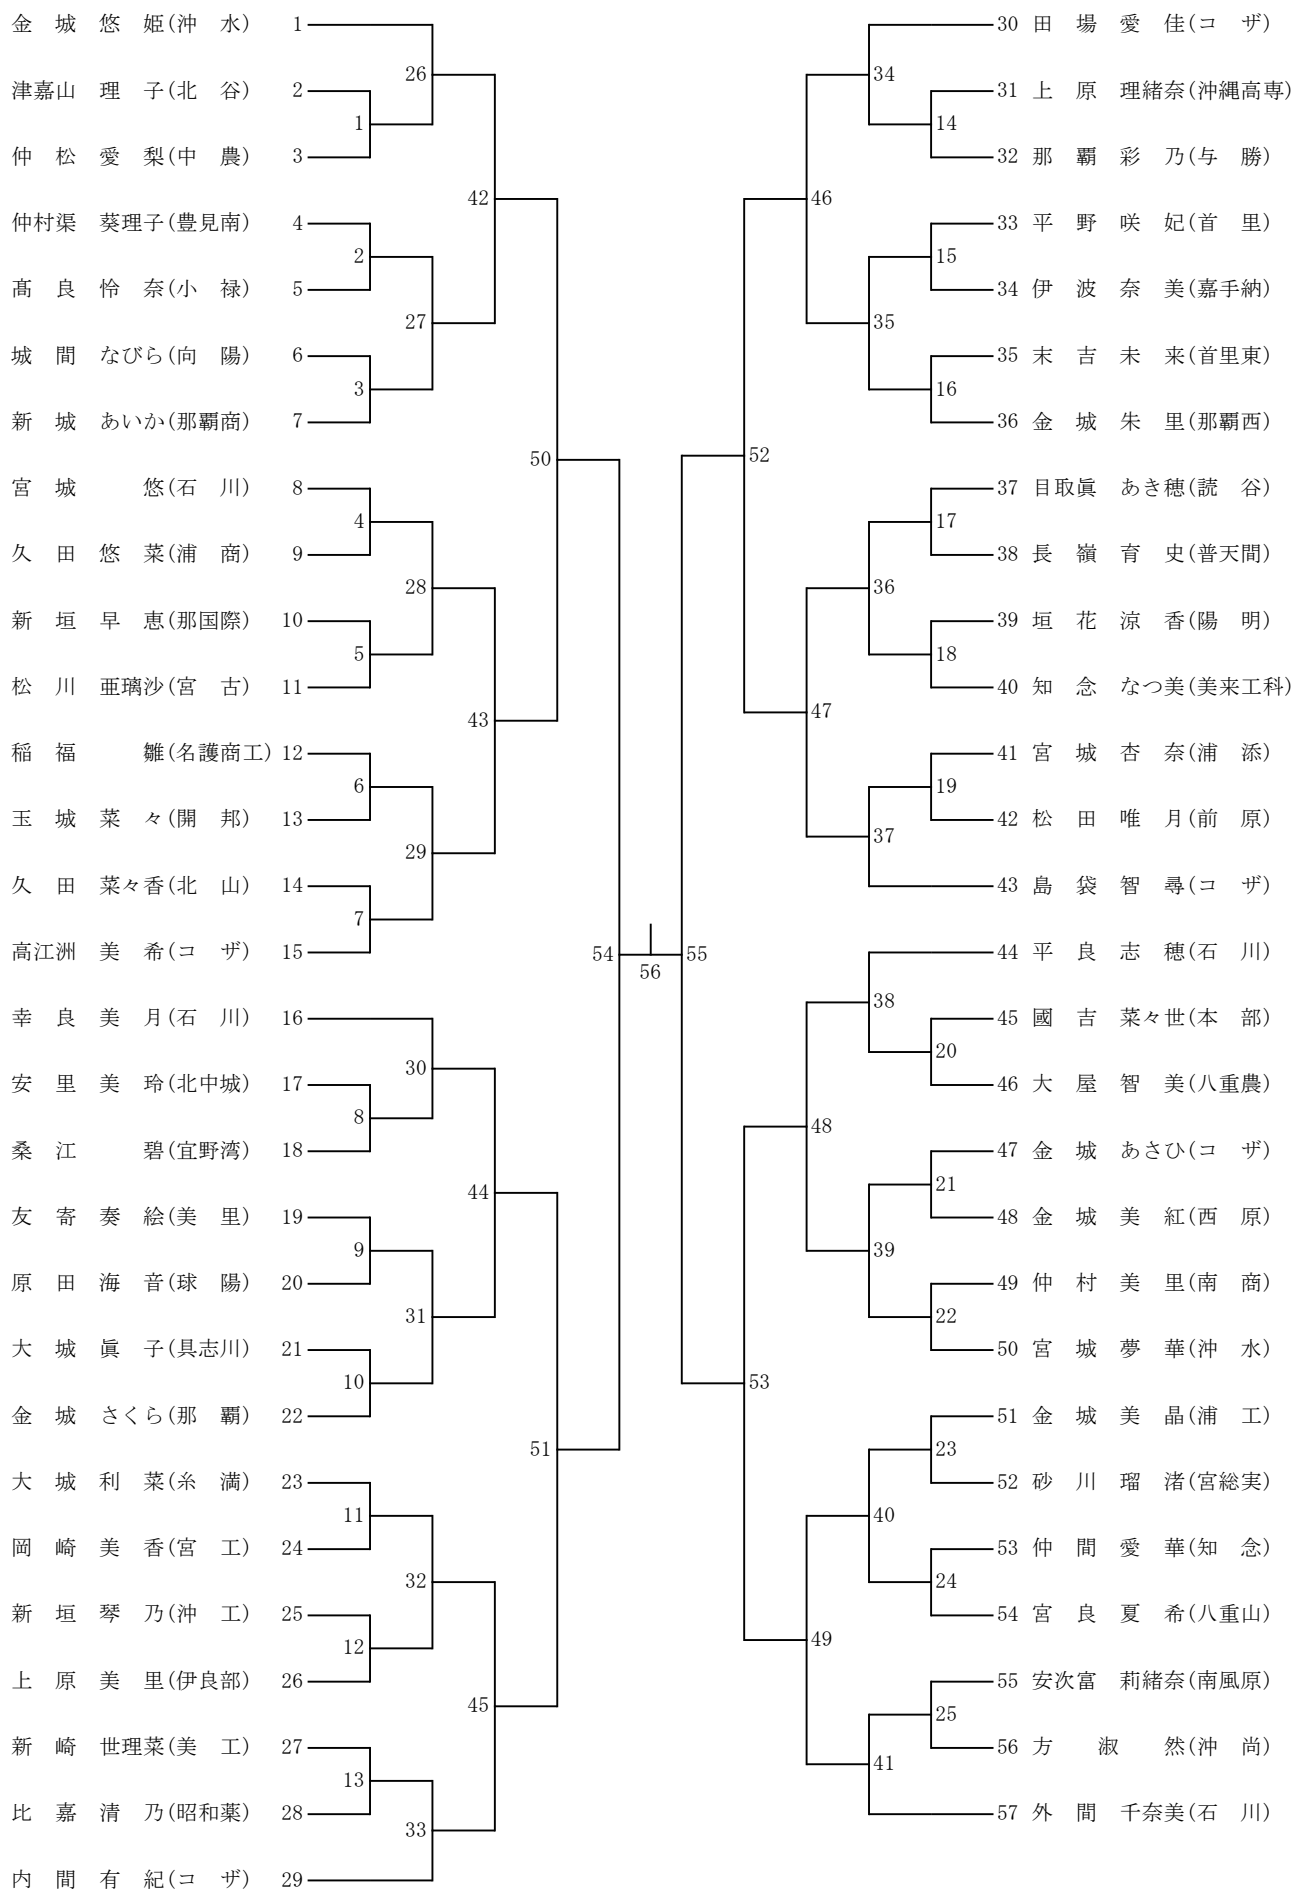 金　城　悠　姫(沖　水)　1
津嘉山　理　子(北　谷)　2
仲　松　愛　梨(中　農)　3
仲村渠　葵理子(豊見南)　4
髙　良　怜　奈(小　禄)　5
城　間　なびら(向　陽)　6
新　城　あいか(那覇商)　7
宮　城　　　悠(石　川)　8
久　田　悠　菜(浦　商)　9
新　垣　早　恵(那国際)　10
松　川　亜璃沙(宮　古)　11
稲　福　　　雛(名護商工)　12
玉　城　菜　々(開　邦)　13
久　田　菜々香(北　山)　14
高江洲　美　希(コ　ザ)　15
幸　良　美　月(石　川)　16
安　里　美　玲(北中城)　17
桑　江　　　碧(宜野湾)　18
友　寄　奏　絵(美　里)　19
原　田　海　音(球　陽)　20
大　城　眞　子(具志川)　21
金　城　さくら(那　覇)　22
大　城　利　菜(糸　満)　23
岡　崎　美　香(宮　工)　24
新　垣　琴　乃(沖　工)　25
上　原　美　里(伊良部)　26
新　崎　世理菜(美　工)　27
比　嘉　清　乃(昭和薬)　28
内　間　有　紀(コ　ザ)　29
1
2
3
4
5
6
7
8
9
10
11
12
13
26
27
28
29
30
31
32
33
42
43
44
45
50
51
54
56
55
52
53
46
47
48
49
34
35
36
37
38
39
40
41
14
15
16
17
18
19
20
21
22
23
24
25
30　田　場　愛　佳(コ　ザ)
31　上　原　理緒奈(沖縄高専)
32　那　覇　彩　乃(与　勝)
33　平　野　咲　妃(首　里)
34　伊　波　奈　美(嘉手納)
35　末　吉　未　来(首里東)
36　金　城　朱　里(那覇西)
37　目取眞　あき穂(読　谷)
38　長　嶺　育　史(普天間)
39　垣　花　涼　香(陽　明)
40　知　念　なつ美(美来工科)
41　宮　城　杏　奈(浦　添)
42　松　田　唯　月(前　原)
43　島　袋　智　尋(コ　ザ)
44　平　良　志　穂(石　川)
45　國　吉　菜々世(本　部)
46　大　屋　智　美(八重農)
47　金　城　あさひ(コ　ザ)
48　金　城　美　紅(西　原)
49　仲　村　美　里(南　商)
50　宮　城　夢　華(沖　水)
51　金　城　美　晶(浦　工)
52　砂　川　瑠　渚(宮総実)
53　仲　間　愛　華(知　念)
54　宮　良　夏　希(八重山)
55　安次富　莉緒奈(南風原)
56　方　　淑　　然(沖　尚)
57　外　間　千奈美(石　川)